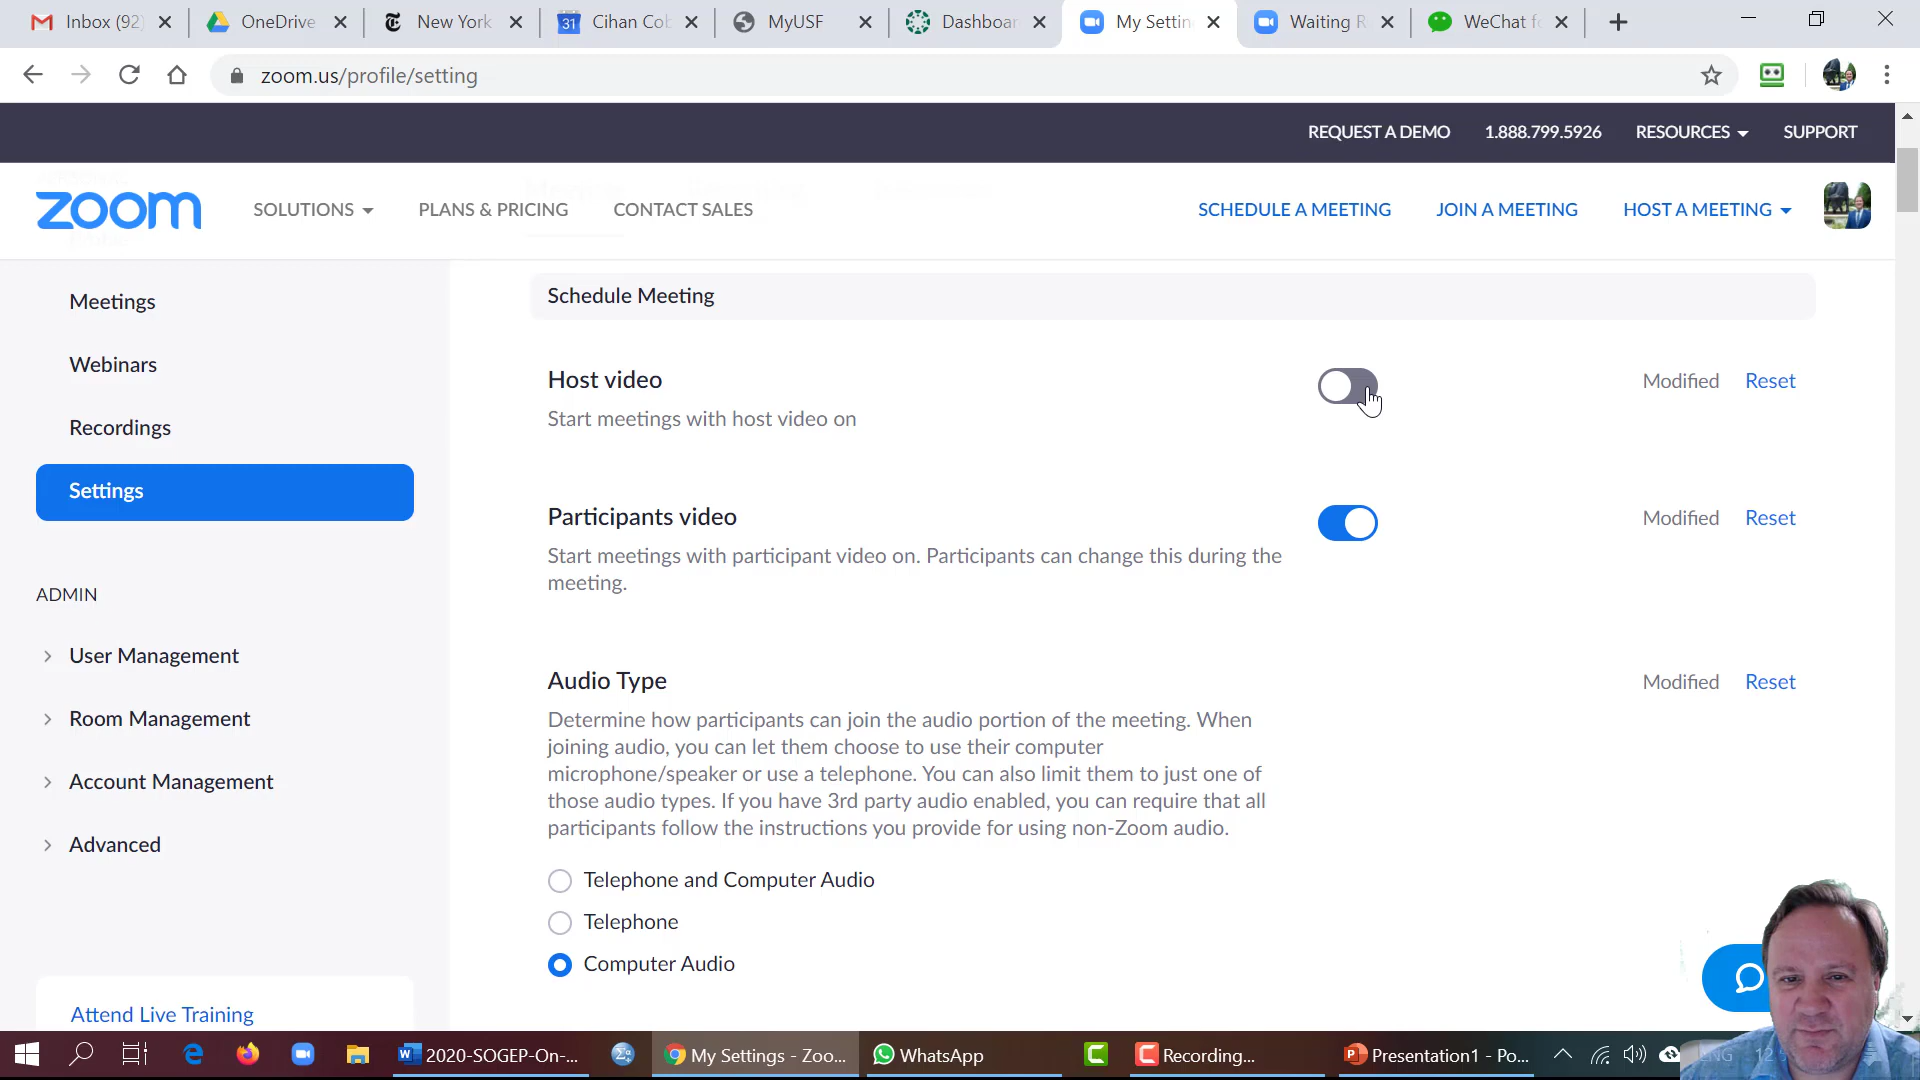 Inbox (92)
OneDrive
New York
31
Cihan Cob
MyUSF
Dashboar
My Settin
Waiting R
WeChat fo
zoom.us/profile/setting
REQUEST A DEMO
1.888.799.5926
RESOURCES
SUPPORT
zoom
SOLUTIONS
PLANS & PRICING
CONTACT SALES
SCHEDULE A MEETING
JOIN A MEETING
HOST A MEETING
Meetings
Webinars
Recordings
Settings
ADMIN
User Management
Room Management
Account Management
Advanced
Attend Live Training
Schedule Meeting
Host video
Modified
Reset
Start meetings with host video on
Participants video
Modified
Reset
Start meetings with participant video on. Participants can change this during the
meeting.
Audio Type
Modified
Reset
Determine how participants can join the audio portion of the meeting. When
joining audio, you can let them choose to use their computer
microphone/speaker or use a telephone. You can also limit them to just one of
those audio types. If you have 3rd party audio enabled, you can require that all
participants follow the instructions you provide for using non-Zoom audio.
Telephone and Computer Audio
Telephone
Computer Audio
2020-SOGEP-On-...
My Settings - Zoo...
WhatsApp
Recording...
Presentation1 - Po...
ENG